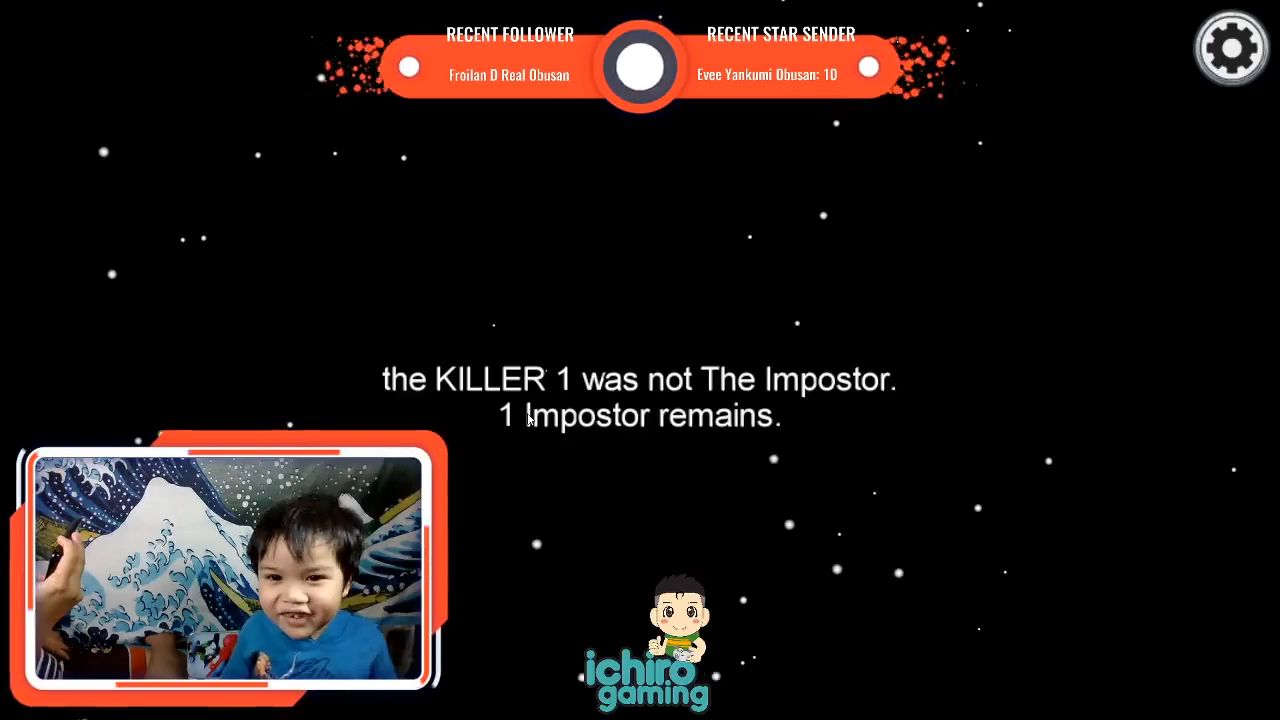 RECENT FOLLOWER
RECENT STAR SENDER
Froilan D Real Obusan
Evee Yankumi Obusan: 10
the KILLER 1 was not The Impostor.
1 Impostor remains.
ichiro
gaming